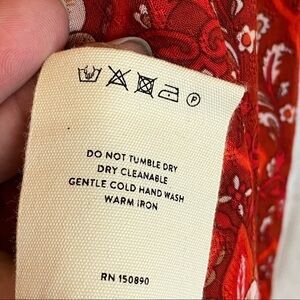 P
DO NOT TUMBLE DRY
DRY CLEANABLE
GENTLE COLD HAND WASH
WARM IRON
RN 150890